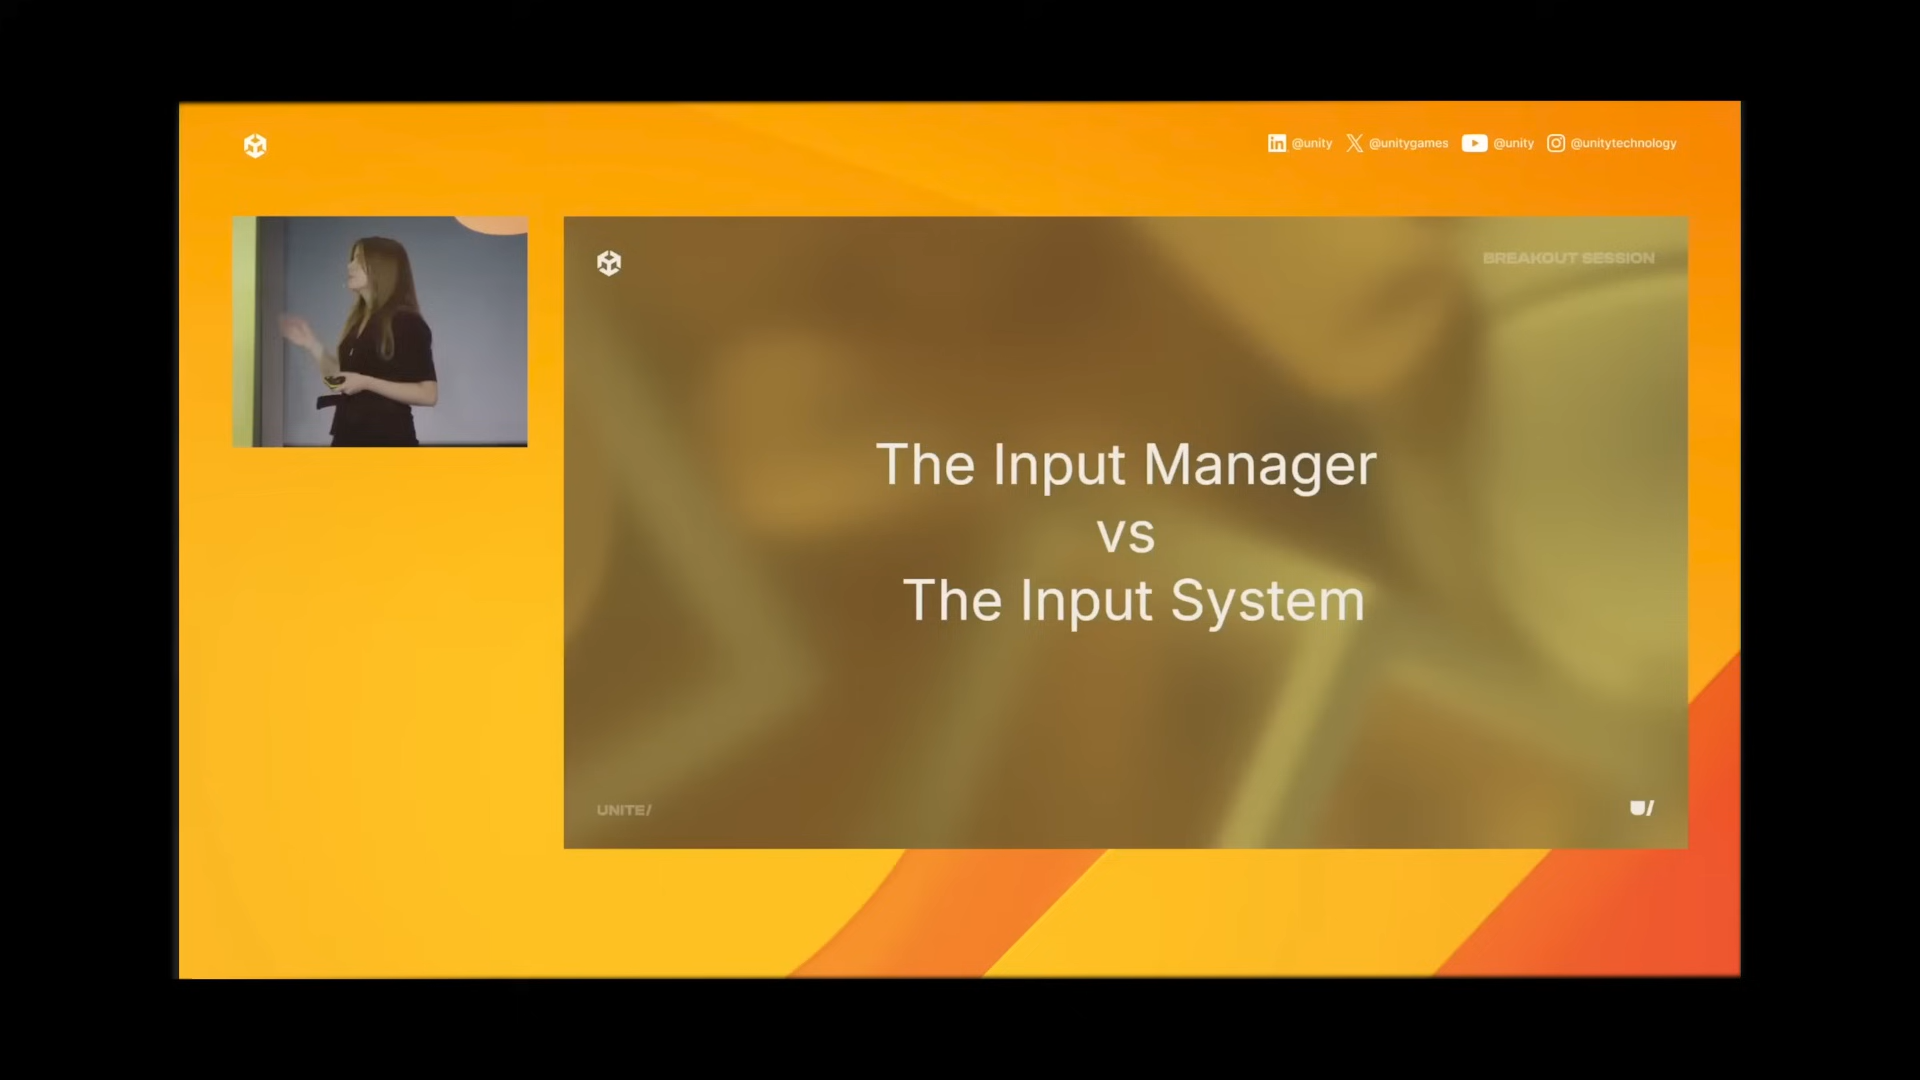 @unity @unitygames @unity @unitytechnology
BREAKOUT SESSION
The Input Manager
vs
The Input System
UNITE/
U/